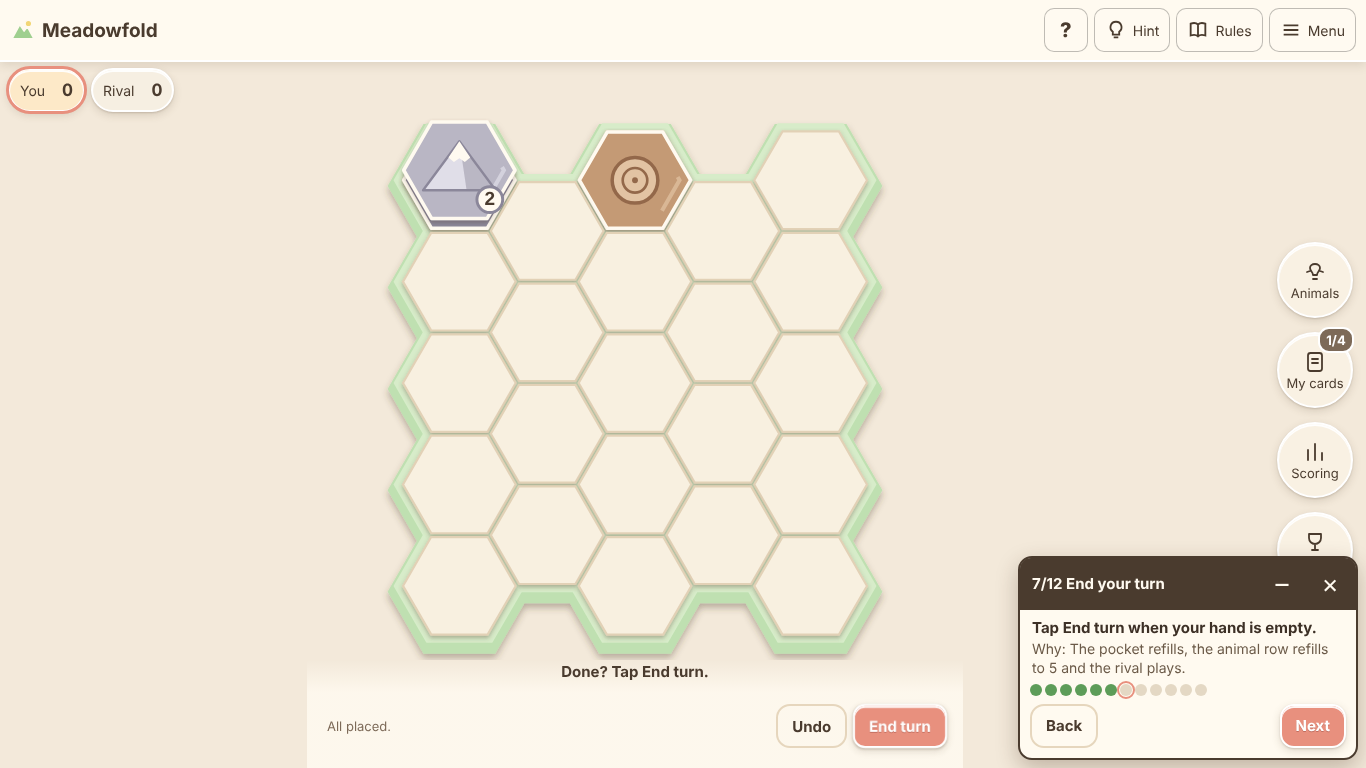 Meadowfold
?
Hint
Rules
Menu
You 0
Rival 0
2
Animals
1/4
My cards
Scoring
7/12 End your turn
Tap End turn when your hand is empty.
Why: The pocket refills, the animal row refills
to 5 and the rival plays.
Back
Next
Done? Tap End turn.
All placed.
Undo
End turn